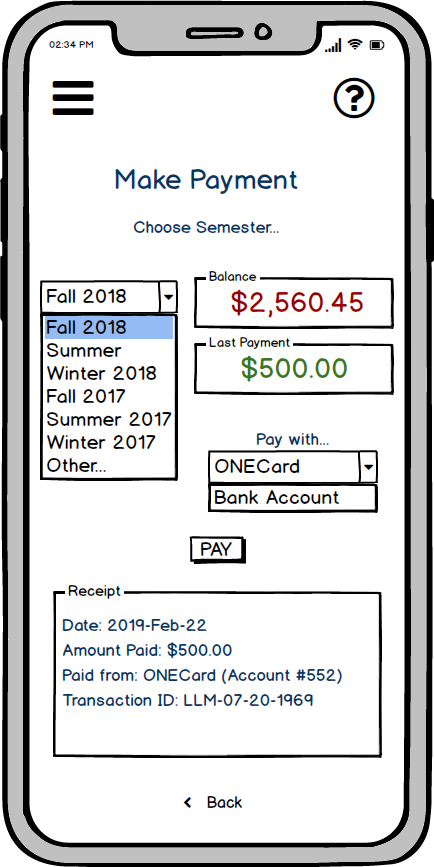 02:34 PM
?
Make Payment
Choose Semester...
Fall 2018
Fall 2018
Summer
Winter 2018
Fall 2017
Summer 2017
Winter 2017
Other...
Balance
$2,560.45
Last Payment
$500.00
Pay with...
ONECard
Bank Account
PAY
Receipt
Date: 2019-Feb-22
Amount Paid: $500.00
Paid from: ONECard (Account #552)
Transaction ID: LLM-07-20-1969
Back